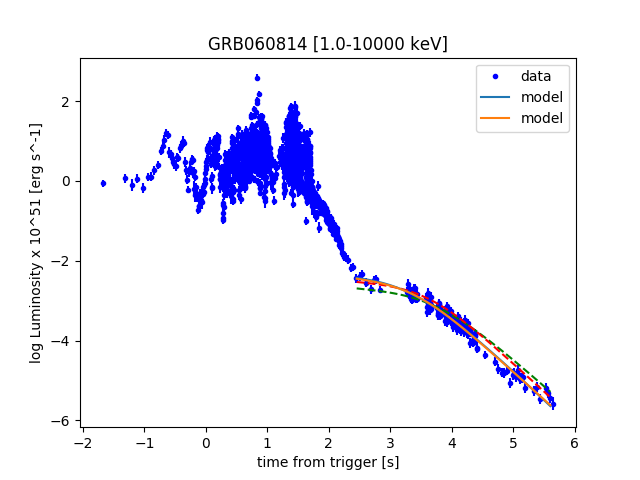 GRB060814 [1.0-10000 keV]
data
model
model
log Luminosity x 10^51 [erg s^-1]
2
0
−2
−4
−6
−2
−1
0
1
2
3
4
5
6
time from trigger [s]